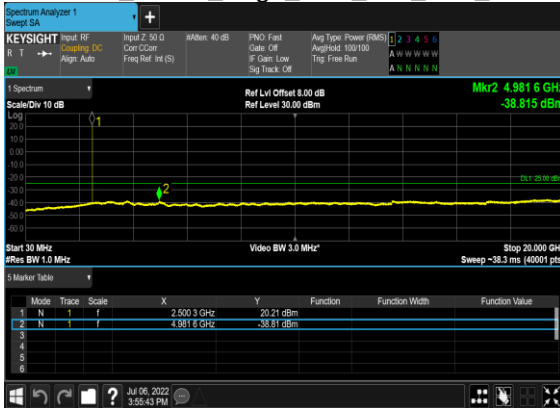 Spectrum Analyzer 1
Swept SA
+
KEYSIGHT Input: RF Input Z: 50 Ω #Atten: 40 dB PNO: Fast Avg Type: Power (RMS) 1 2 3 4 5 6
R T Coupling: DC Corr CCorr Gate: Off Avg|Hold: 100/100 A W W W W W
Align: Auto Freq Ref: Int (S) IF Gain: Low Trig: Free Run
Sig Track: Off A N N N N N
1 Spectrum Ref Lvl Offset 8.00 dB Mkr2 4.981 6 GHz
Scale/Div 10 dB Ref Level 30.00 dBm -38.815 dBm
Log
20.0
10.0
0.00
-10.0
-20.0
-30.0
-40.0
-50.0
-60.0
1
2
Start 30 MHz Video BW 3.0 MHz* Stop 20.000 GH
#Res BW 1.0 MHz Sweep ~38.3 ms (40001 pts
5 Marker Table
Mode Trace Scale X Y Function Function Width Function Value
1 N 1 f 2.500 3 GHz 20.21 dBm
2 N 1 f 4.981 6 GHz -38.81 dBm
3
4
5
6
? Jul 06, 2022
3:55:43 PM